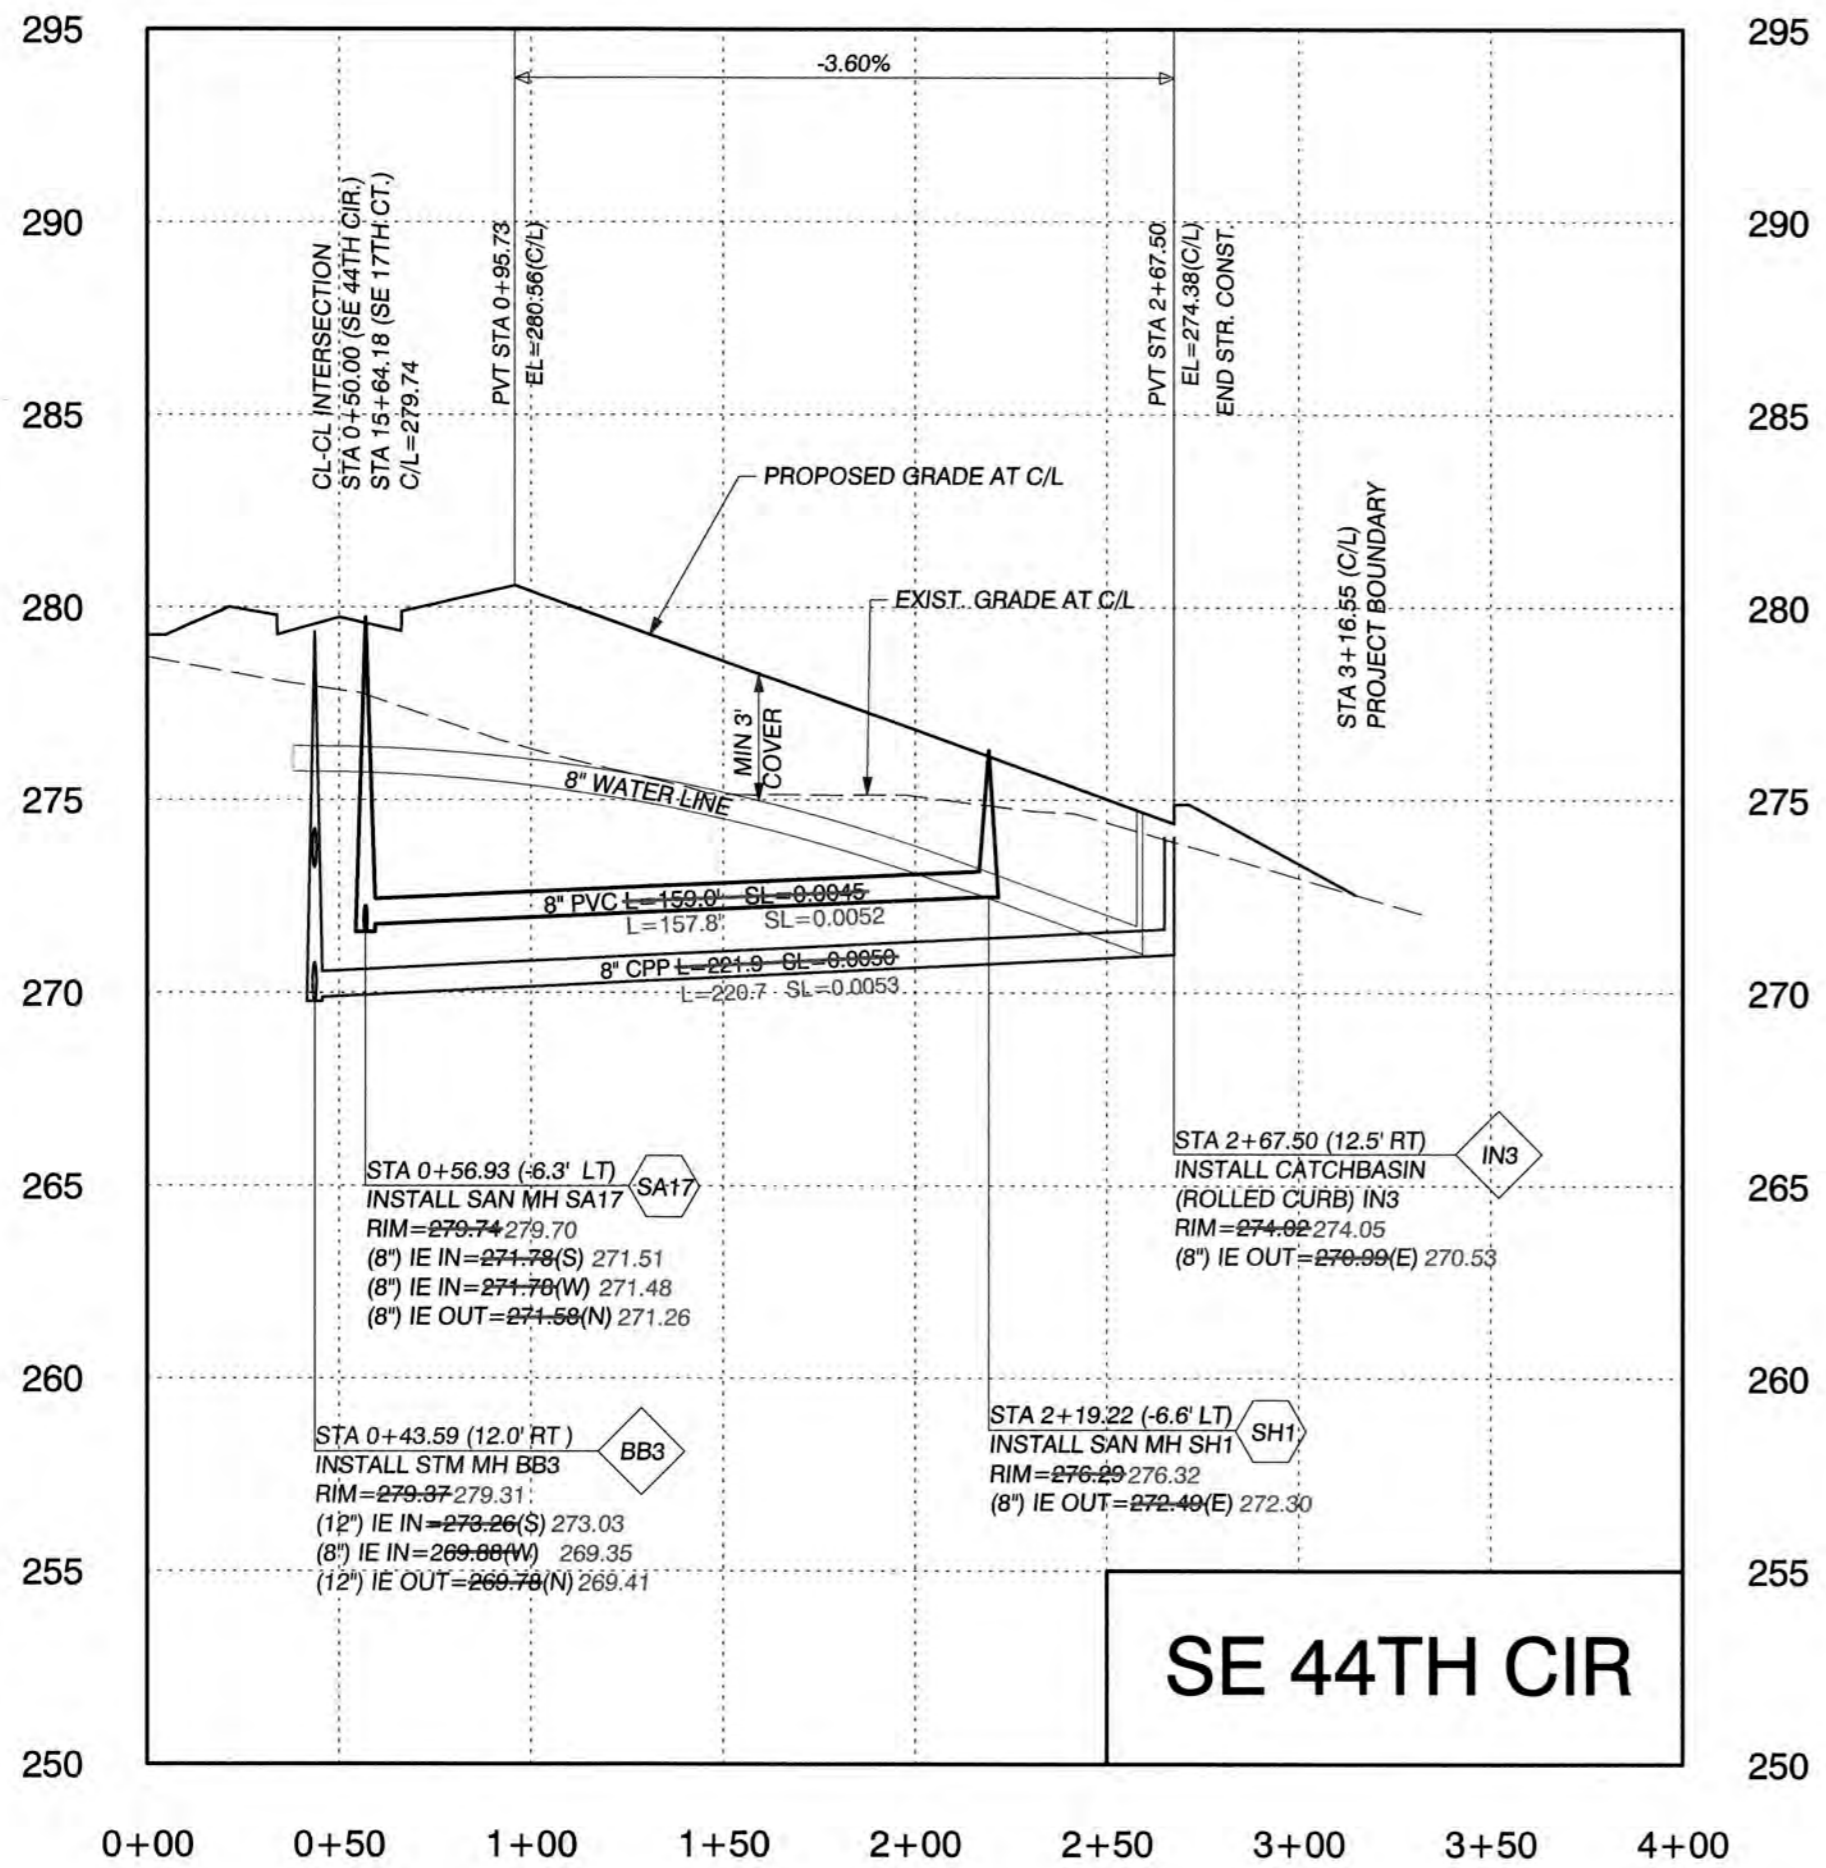 295
295
-3.60%
290
290
CL-CL INTERSECTION
STA 0+50.00 (SE 44TH CIR.)
STA 15+64.18 (SE 17TH CT.)
C/L=279.74
PVT STA 0+95.73
EL=280.56(C/L)
PVT STA 2+67.50
EL=274.38(C/L)
END STR. CONST.
285
285
PROPOSED GRADE AT C/L
STA 3+16.55 (C/L)
PROJECT BOUNDARY
280
280
EXIST. GRADE AT C/L
MIN 3'
COVER
275
275
8" WATER LINE
8" PVC L=159.0' SL=0.0045
L=157.8' SL=0.0052
8" CPP L=221.9 SL=0.0050
L=220.7 SL=0.0053
270
270
STA 0+56.93 (-6.3' LT)
INSTALL SAN MH SA17
SA17
RIM=279.74 279.70
(8") IE IN=271.78(S) 271.51
(8") IE IN=271.78(W) 271.48
(8") IE OUT=271.58(N) 271.26
STA 2+67.50 (12.5' RT)
INSTALL CATCHBASIN
(ROLLED CURB) IN3
IN3
RIM=274.02 274.05
(8") IE OUT=270.99(E) 270.53
265
265
260
260
STA 0+43.59 (12.0' RT )
INSTALL STM MH BB3
BB3
RIM=279.37 279.31
(12") IE IN=273.26(S) 273.03
(8") IE IN=269.88(W) 269.35
(12") IE OUT=269.78(N) 269.41
STA 2+19.22 (-6.6' LT)
INSTALL SAN MH SH1
SH1
RIM=276.29 276.32
(8") IE OUT=272.49(E) 272.30
255
255
SE 44TH CIR
250
250
0+00 0+50 1+00 1+50 2+00 2+50 3+00 3+50 4+00